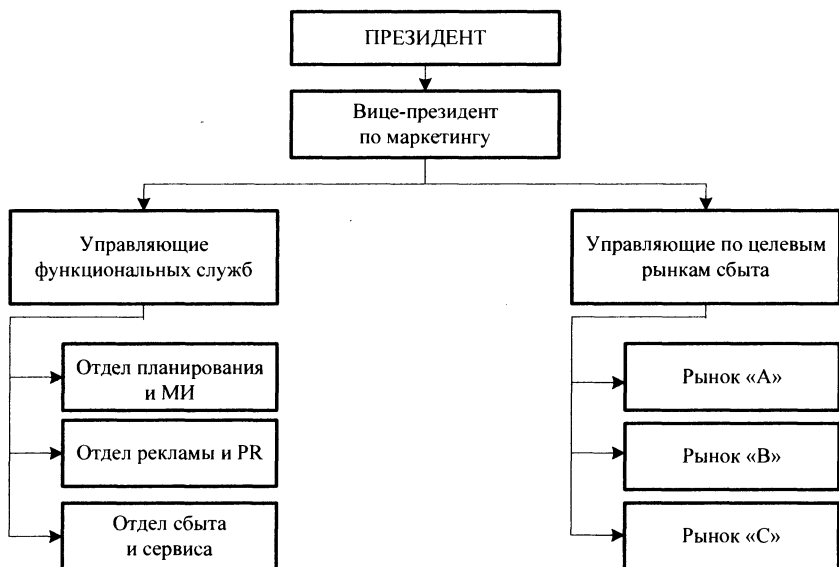 ПРЕЗИДЕНТ
Вице-президент
по маркетингу
Управляющие
функциональных служб
Управляющие по целевым
рынкам сбыта
Отдел планирования
и МИ
Отдел рекламы и PR
Отдел сбыта
и сервиса
Рынок «А»
Рынок «В»
Рынок «С»